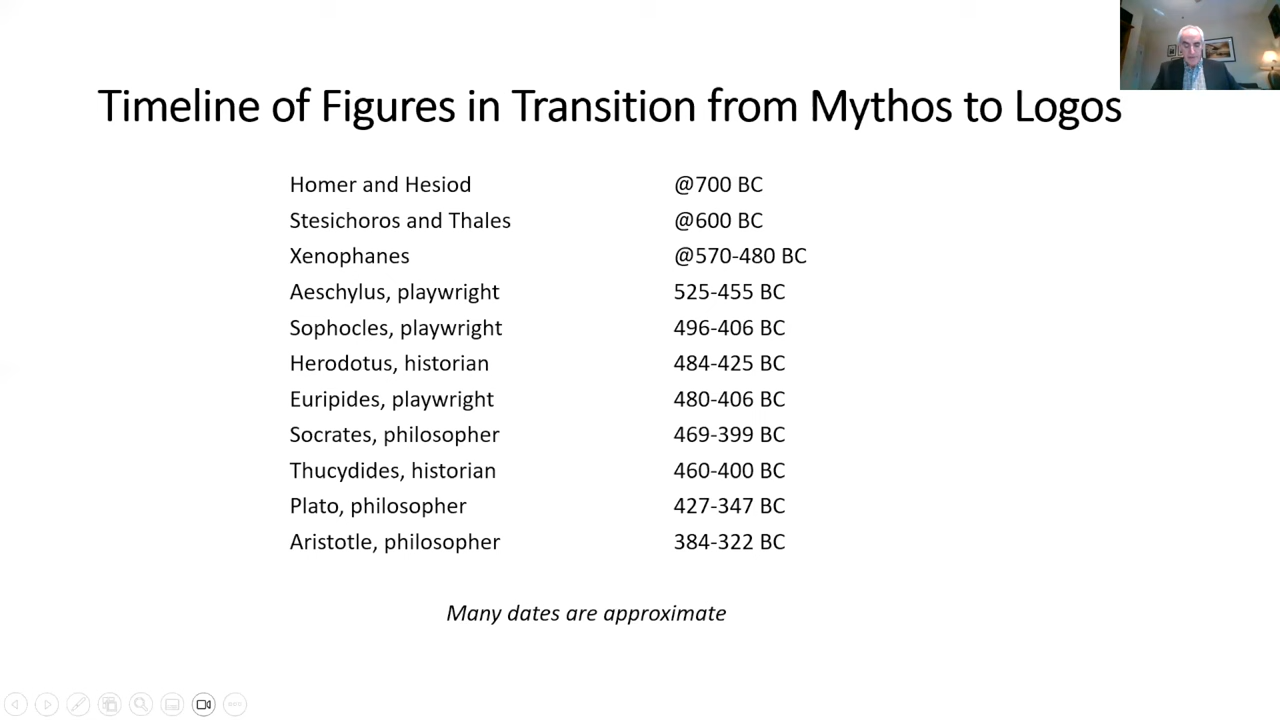 Timeline of Figures in Transition from Mythos to Logos
Homer and Hesiod @700 BC
Stesichoros and Thales @600 BC
Xenophanes @570-480 BC
Aeschylus, playwright 525-455 BC
Sophocles, playwright 496-406 BC
Herodotus, historian 484-425 BC
Euripides, playwright 480-406 BC
Socrates, philosopher 469-399 BC
Thucydides, historian 460-400 BC
Plato, philosopher 427-347 BC
Aristotle, philosopher 384-322 BC
Many dates are approximate